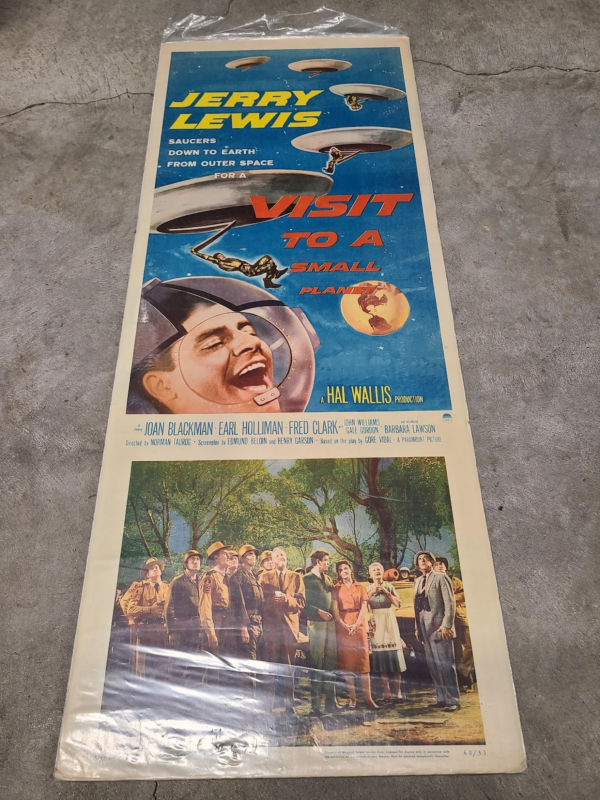 JERRY
LEWIS
SAUCERS
DOWN TO EARTH
FROM OUTER SPACE
FOR A
VISIT
TO A
SMALL
PLANET
A HAL WALLIS PRODUCTION
JOAN BLACKMAN · EARL HOLLIMAN · FRED CLARK
JOHN WILLIAMS
GALE GORDON
BARBARA LAWSON
Directed by NORMAN TAUROG · Screenplay by EDMUND BELOIN and HENRY GARSON · Based on the play by GORE VIDAL · A PARAMOUNT PICTURE
60/33